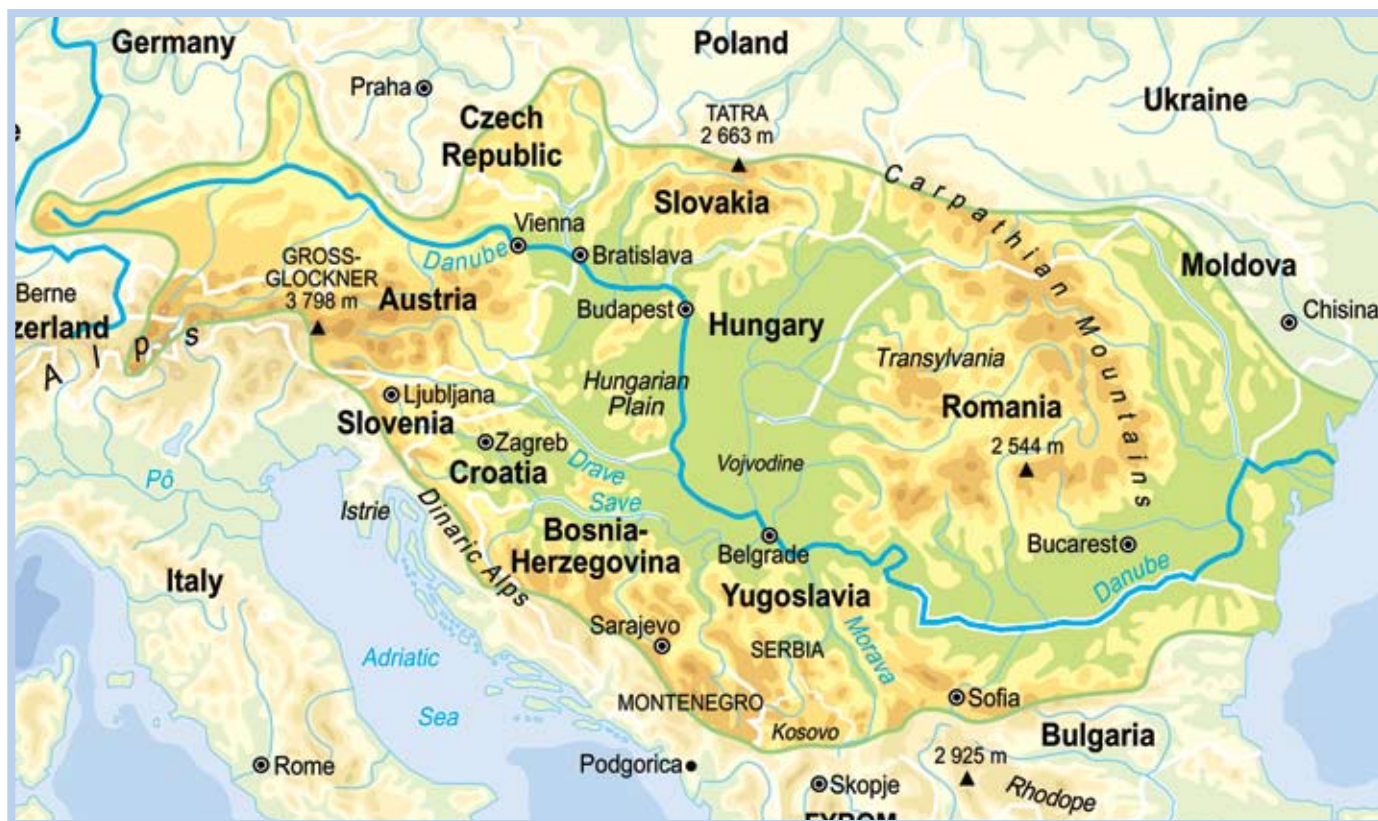 Germany
Poland
Praha
Ukraine
TATRA
2 663 m
Czech
Republic
Carpathian Mountains
Slovakia
Vienna
Danube
Bratislava
GROSS-
GLOCKNER
3 798 m
Moldova
Berne
Austria
Budapest
Hungary
Chisina
zerland
Alps
Transylvania
Hungarian
Plain
Ljubljana
Romania
Slovenia
Zagreb
2 544 m
Croatia
Drave
Vojvodine
Pô
Save
Istrie
Dinaric Alps
Bosnia-
Herzegovina
Belgrade
Bucarest
Danube
Italy
Yugoslavia
Sarajevo
Morava
SERBIA
Adriatic
Sea
MONTENEGRO
Sofia
Kosovo
Bulgaria
Rome
Podgorica
2 925 m
Skopje
Rhodope
FYROM